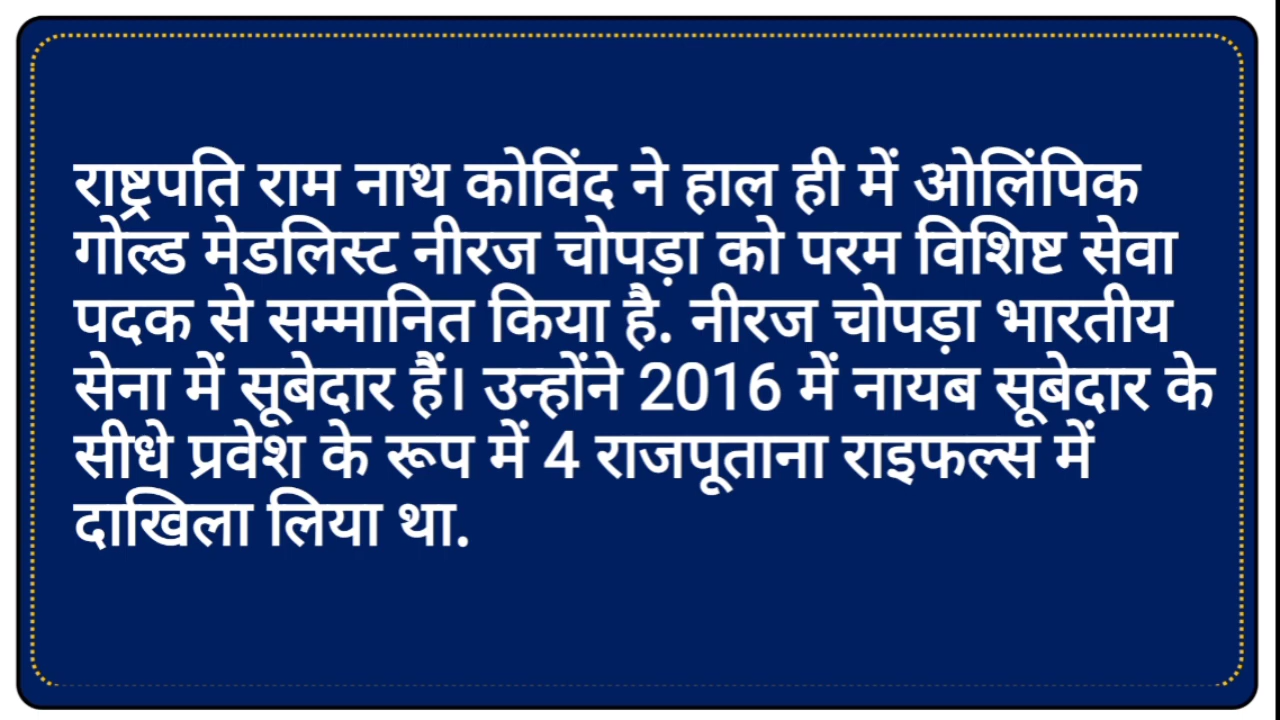 राष्ट्रपति राम नाथ कोविंद ने हाल ही में ओलिंपिक
गोल्ड मेडलिस्ट नीरज चोपड़ा को परम विशिष्ट सेवा
पदक से सम्मानित किया है. नीरज चोपड़ा भारतीय
सेना में सूबेदार हैं। उन्होंने 2016 में नायब सूबेदार के
सीधे प्रवेश के रूप में 4 राजपूताना राइफल्स में
दाखिला लिया था.